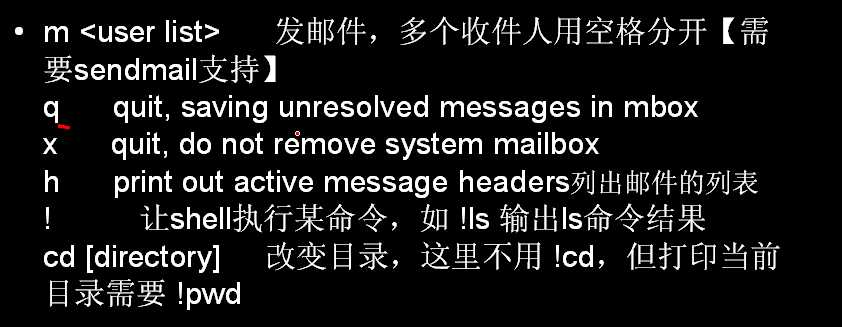 • m <user list> 发邮件，多个收件人用空格分开【需
要sendmail支持】
q quit, saving unresolved messages in mbox
x quit, do not remove system mailbox
h print out active message headers列出邮件的列表
! 让shell执行某命令，如 !ls 输出ls命令结果
cd [directory] 改变目录，这里不用 !cd，但打印当前
目录需要 !pwd